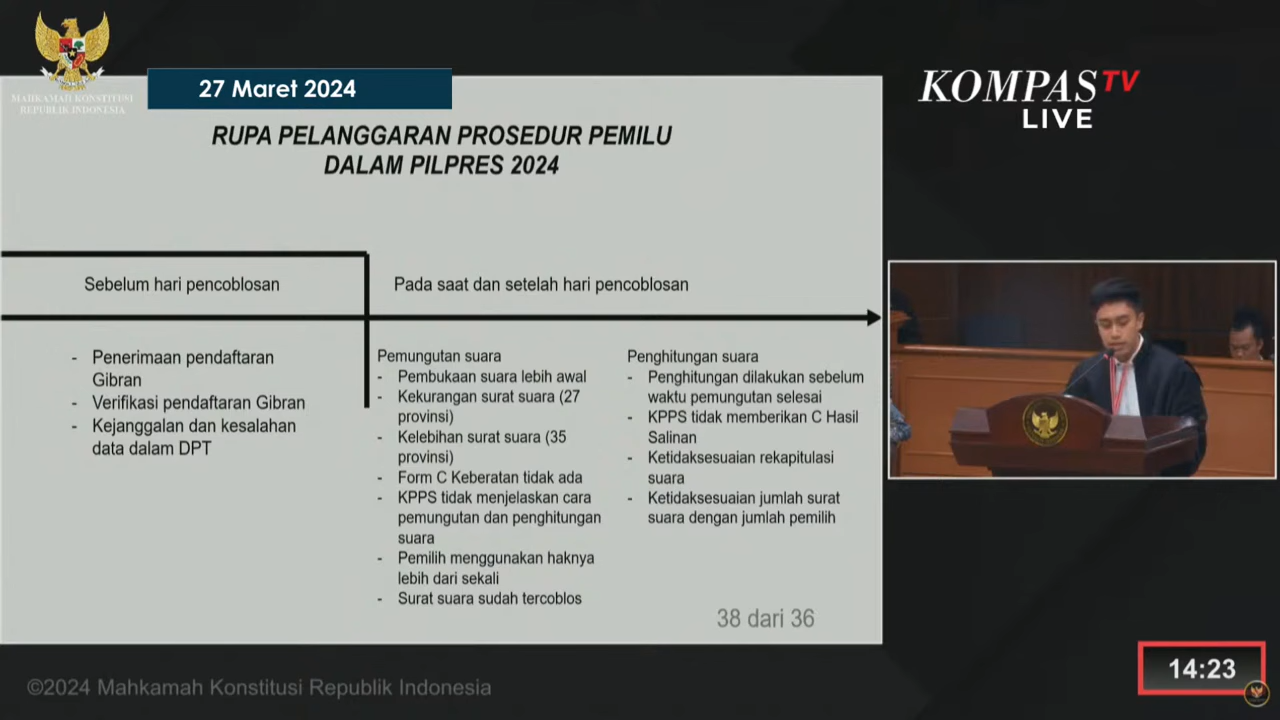 MAHKAMAH KONSTITUSI
REPUBLIK INDONESIA
27 Maret 2024
KOMPASTV
LIVE
RUPA PELANGGARAN PROSEDUR PEMILU
DALAM PILPRES 2024
Sebelum hari pencoblosan
- Penerimaan pendaftaran
Gibran
- Verifikasi pendaftaran Gibran
- Kejanggalan dan kesalahan
data dalam DPT
Pada saat dan setelah hari pencoblosan
Pemungutan suara
- Pembukaan suara lebih awal
- Kekurangan surat suara (27
provinsi)
- Kelebihan surat suara (35
provinsi)
- Form C Keberatan tidak ada
- KPPS tidak menjelaskan cara
pemungutan dan penghitungan
suara
- Pemilih menggunakan haknya
lebih dari sekali
- Surat suara sudah tercoblos
Penghitungan suara
- Penghitungan dilakukan sebelum
waktu pemungutan selesai
- KPPS tidak memberikan C Hasil
Salinan
- Ketidaksesuaian rekapitulasi
suara
- Ketidaksesuaian jumlah surat
suara dengan jumlah pemilih
38 dari 36
©2024 Mahkamah Konstitusi Republik Indonesia
14:23